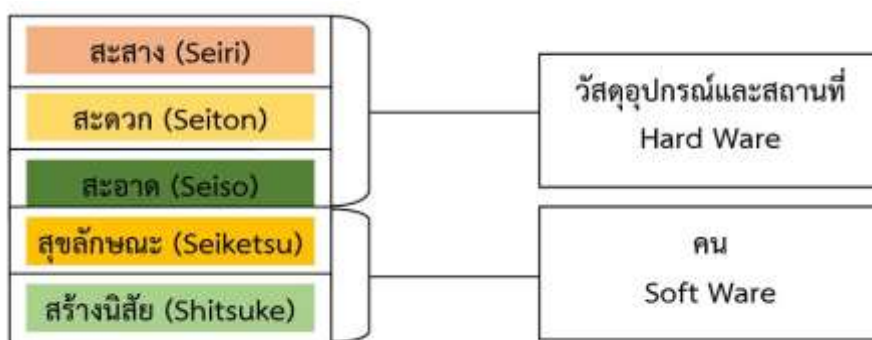 สะสาง (Seiri)
สะดวก (Seiton)
สะอาด (Seiso)
สุขลักษณะ (Seiketsu)
สร้างนิสัย (Shitsuke)
วัสดุอุปกรณ์และสถานที่
Hard Ware
คน
Soft Ware